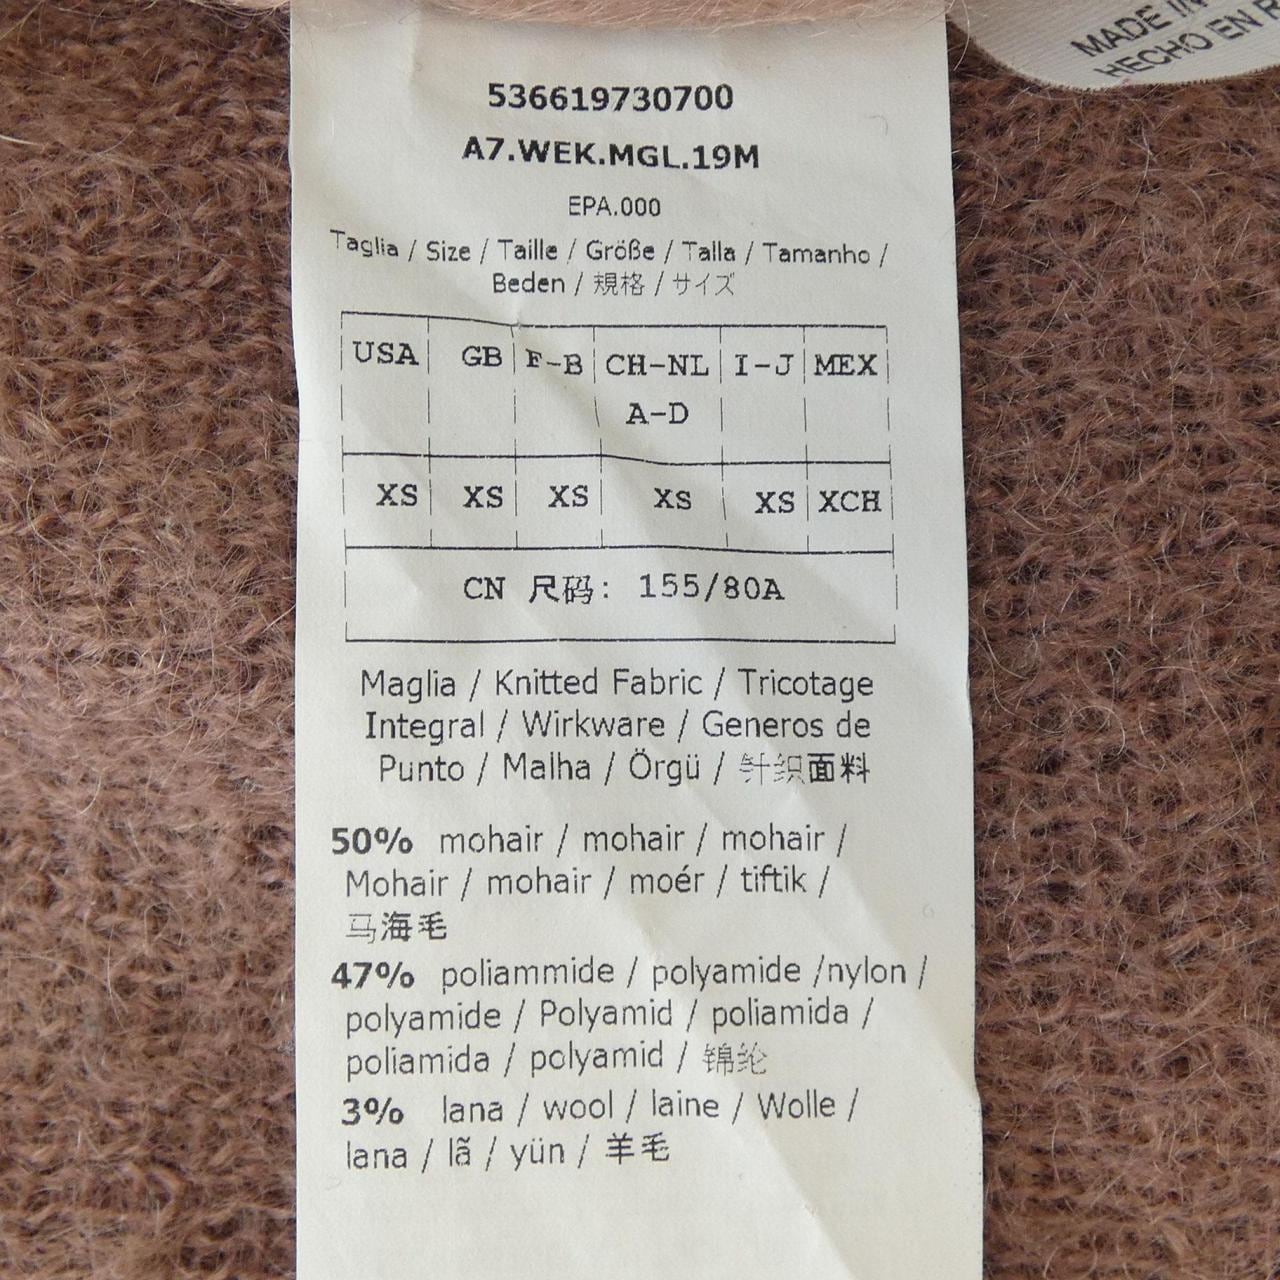 MADE IN
HECHO EN
536619730700
A7.WEK.MGL.19M
EPA.000
Taglia / Size / Taille / Größe / Talla / Tamanho /
Beden / 規格 / サイズ
USA GB F-B CH-NL I-J MEX
A-D
XS XS XS XS XS XCH
CN 尺码: 155/80A
Maglia / Knitted Fabric / Tricotage
Integral / Wirkware / Generos de
Punto / Malha / Örgü / 针织面料
50% mohair / mohair / mohair /
Mohair / mohair / moér / tiftik /
马海毛
47% poliammide / polyamide /nylon /
polyamide / Polyamid / poliamida /
poliamida / polyamid / 锦纶
3% lana / wool / laine / Wolle /
lana / lã / yün / 羊毛